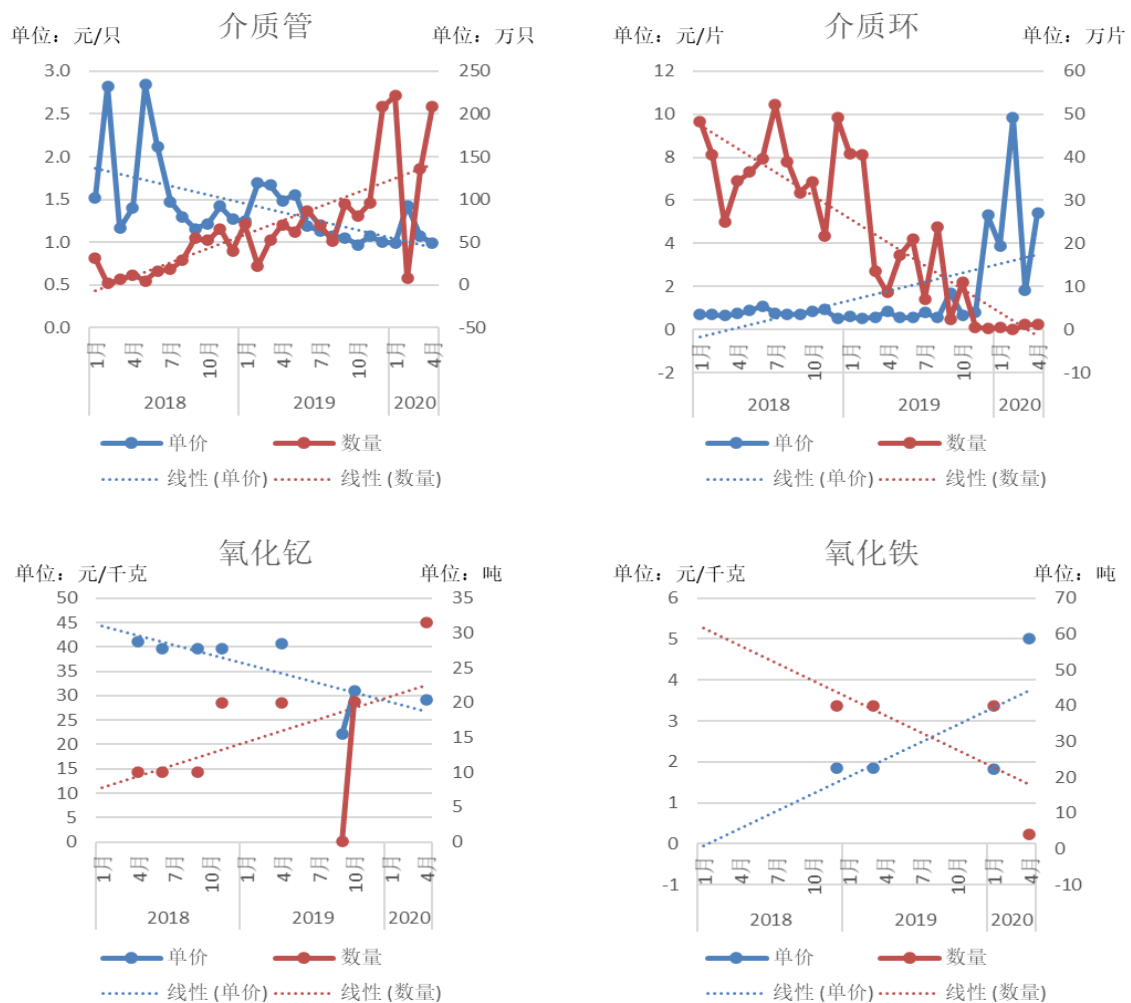 介质管
单位：元/只
单位：万只
3.0
2.5
2.0
1.5
1.0
0.5
0.0
250
200
150
100
50
0
-50
1月
4月
7月
10月
1月
4月
7月
10月
1月
4月
2018
2019
2020
单价
数量
线性 (单价)
线性 (数量)
介质环
单位：元/片
单位：万片
12
10
8
6
4
2
0
-2
60
50
40
30
20
10
0
-10
1月
4月
7月
10月
1月
4月
7月
10月
1月
4月
2018
2019
2020
单价
数量
线性 (单价)
线性 (数量)
氧化钇
单位：元/千克
单位：吨
50
45
40
35
30
25
20
15
10
5
0
35
30
25
20
15
10
5
0
1月
4月
7月
10月
1月
4月
7月
10月
1月
4月
2018
2019
2020
单价
数量
线性 (单价)
线性 (数量)
氧化铁
单位：元/千克
单位：吨
6
5
4
3
2
1
0
-1
70
60
50
40
30
20
10
0
-10
1月
4月
7月
10月
1月
4月
7月
10月
1月
4月
2018
2019
2020
单价
数量
线性 (单价)
线性 (数量)